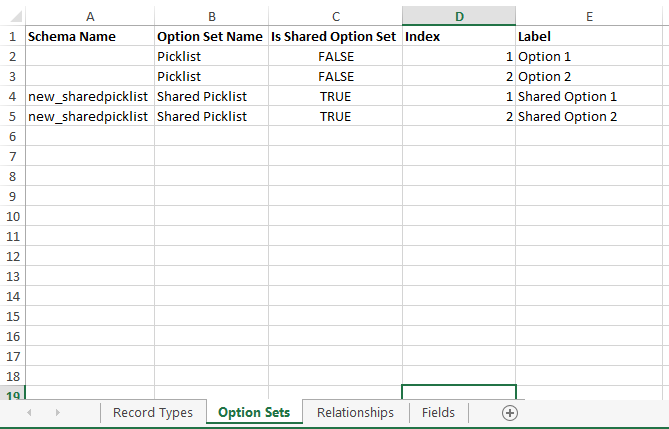 A B C D E
1 Schema Name Option Set Name Is Shared Option Set Index Label
2 Picklist FALSE 1 Option 1
3 Picklist FALSE 2 Option 2
4 new_sharedpicklist Shared Picklist TRUE 1 Shared Option 1
5 new_sharedpicklist Shared Picklist TRUE 2 Shared Option 2
6
7
8
9
10
11
12
13
14
15
16
17
18
19
Record Types Option Sets Relationships Fields